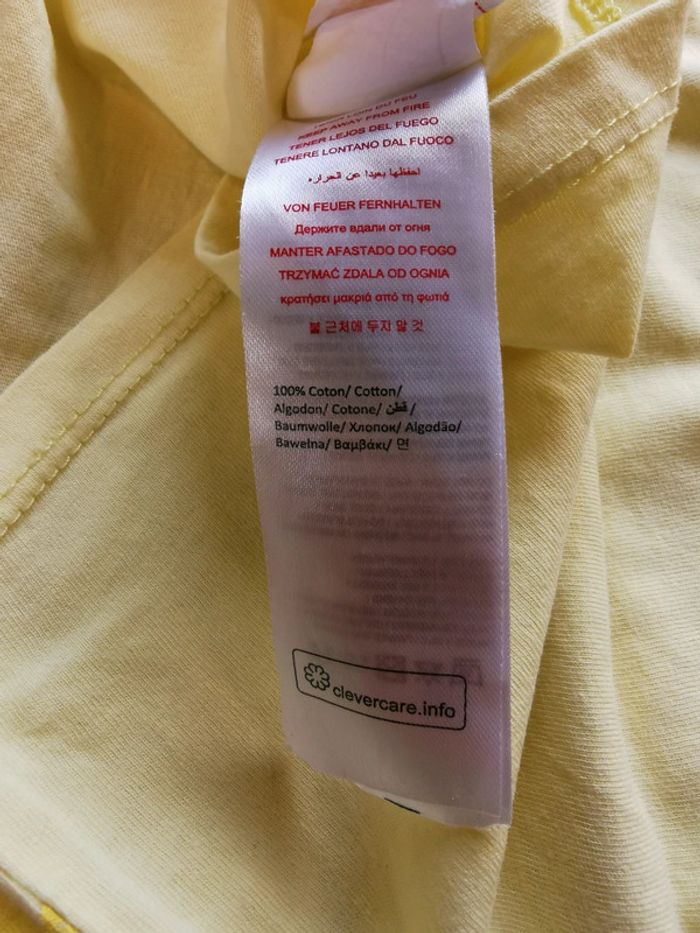 KEEP AWAY FROM FIRE
TENER LEJOS DEL FUEGO
TENERE LONTANO DAL FUOCO
احفظها بعيدا عن الحراره.
VON FEUER FERNHALTEN
Держите вдали от огня
MANTER AFASTADO DO FOGO
TRZYMAĆ ZDALA OD OGNIA
κρατήσει μακριά από τη φωτιά
불 근처에 두지 말 것
100% Coton/ Cotton/
Algodon/ Cotone/ قطن /
Baumwolle/ Хлопок/ Algodão/
Bawełna/ Βαμβάκι/ 면
clevercare.info